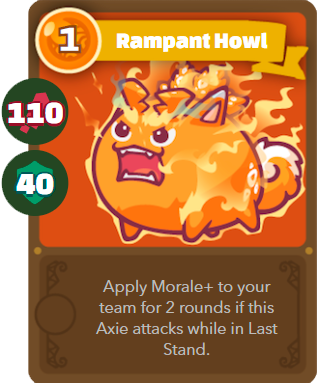 1 Rampant Howl
110
40
Apply Morale+ to your
team for 2 rounds if this
Axie attacks while in Last
Stand.